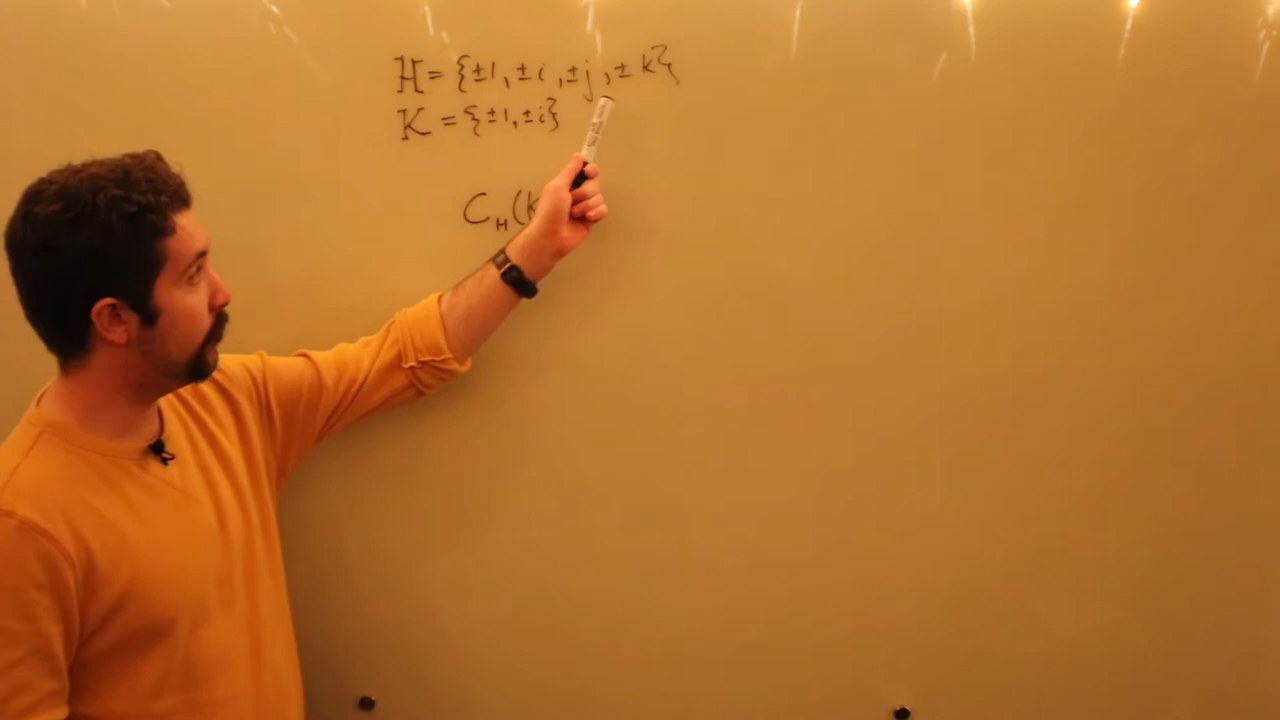 H = {±1, ±i, ±j, ± k}
K = {±1, ±i}
C_H(K